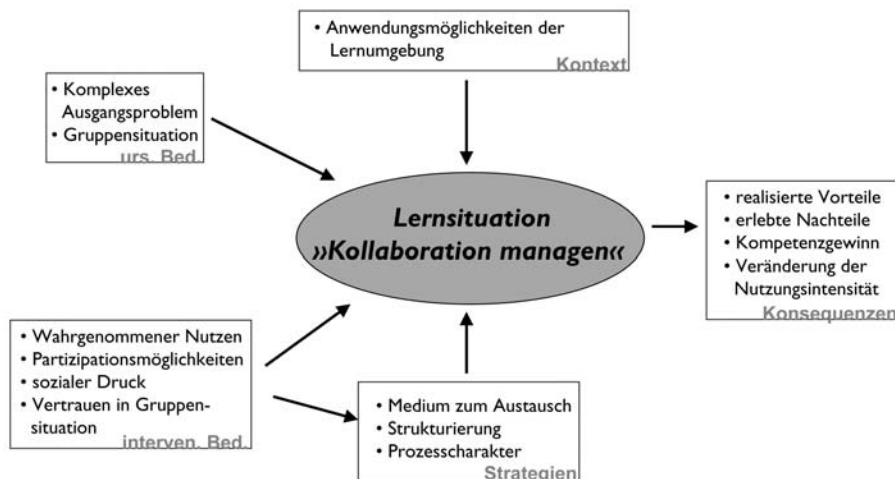 • Anwendungsmöglichkeiten der
Lernumgebung
Kontext
• Komplexes
Ausgangsproblem
• Gruppensituation
urs. Bed.
Lernsituation
»Kollaboration managen«
• realisierte Vorteile
• erlebte Nachteile
• Kompetenzgewinn
• Veränderung der
Nutzungsintensität
Konsequenzen
• Wahrgenommener Nutzen
• Partizipationsmöglichkeiten
• sozialer Druck
• Vertrauen in Gruppen-
situation
interven. Bed.
• Medium zum Austausch
• Strukturierung
• Prozesscharakter
Strategien